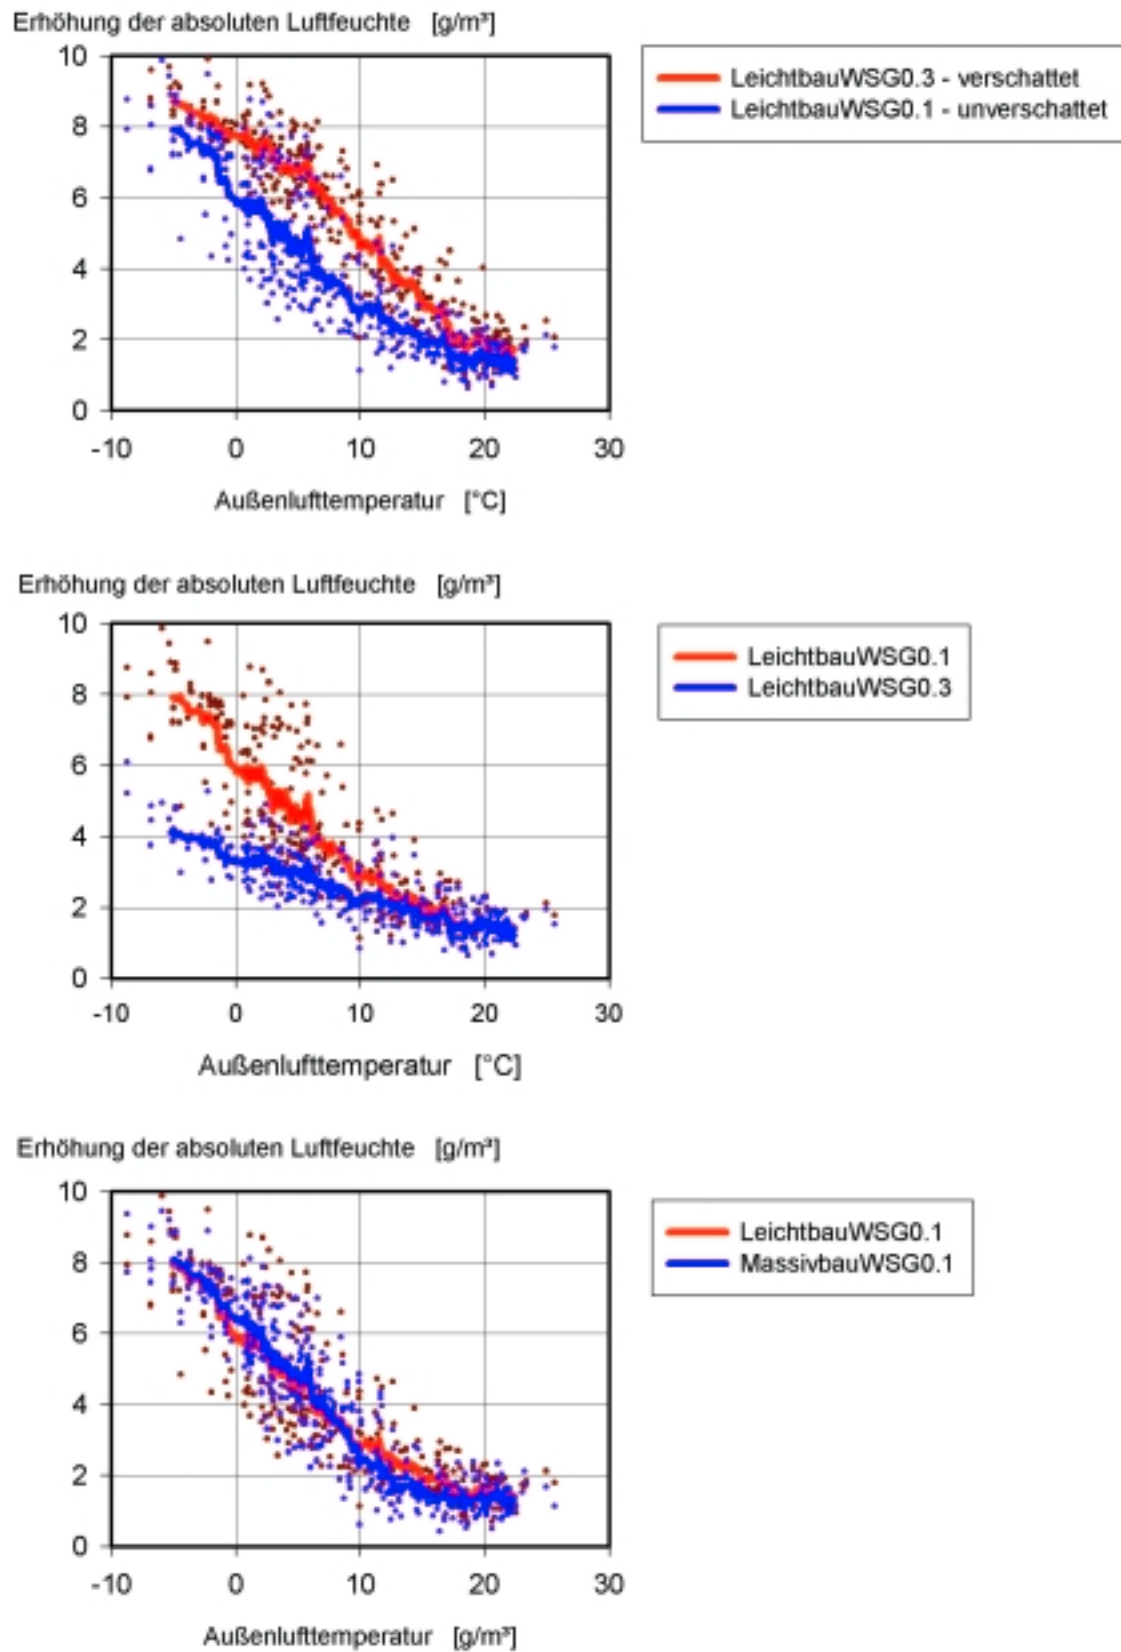 Erhöhung der absoluten Luftfeuchte [g/m³]
10
8
6
4
2
0
-10 0 10 20 30
Außenlufttemperatur [°C]
LeichtbauWSG0.3 - verschattet
LeichtbauWSG0.1 - unverschattet
Erhöhung der absoluten Luftfeuchte [g/m³]
10
8
6
4
2
0
-10 0 10 20 30
Außenlufttemperatur [°C]
LeichtbauWSG0.1
LeichtbauWSG0.3
Erhöhung der absoluten Luftfeuchte [g/m³]
10
8
6
4
2
0
-10 0 10 20 30
Außenlufttemperatur [g/m³]
LeichtbauWSG0.1
MassivbauWSG0.1